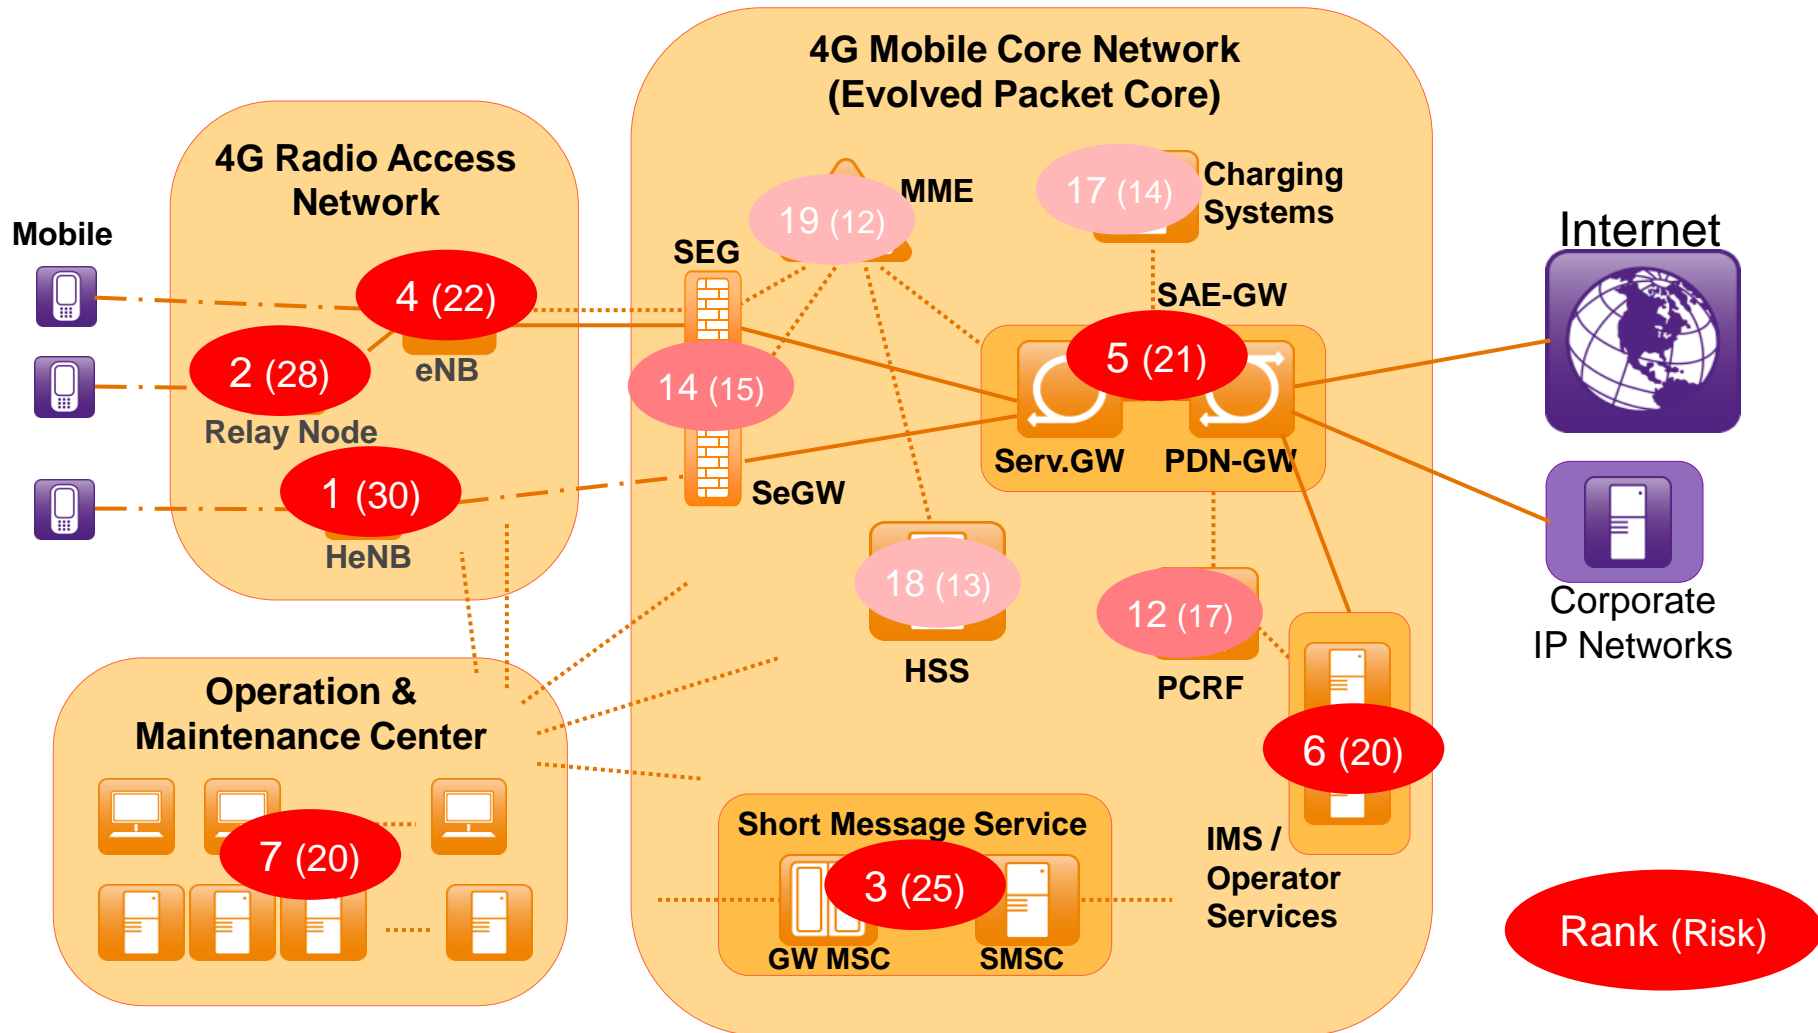 4G Mobile Core Network
(Evolved Packet Core)
4G Radio Access
Network
Mobile
4 (22)
eNB
2 (28)
Relay Node
1 (30)
HeNB
SEG
14 (15)
SeGW
19 (12)
MME
17 (14)
Charging
Systems
SAE-GW
5 (21)
Serv.GW
PDN-GW
18 (13)
HSS
12 (17)
PCRF
6 (20)
IMS /
Operator
Services
Short Message Service
3 (25)
GW MSC
SMSC
Operation &
Maintenance Center
7 (20)
Internet
Corporate
IP Networks
Rank (Risk)